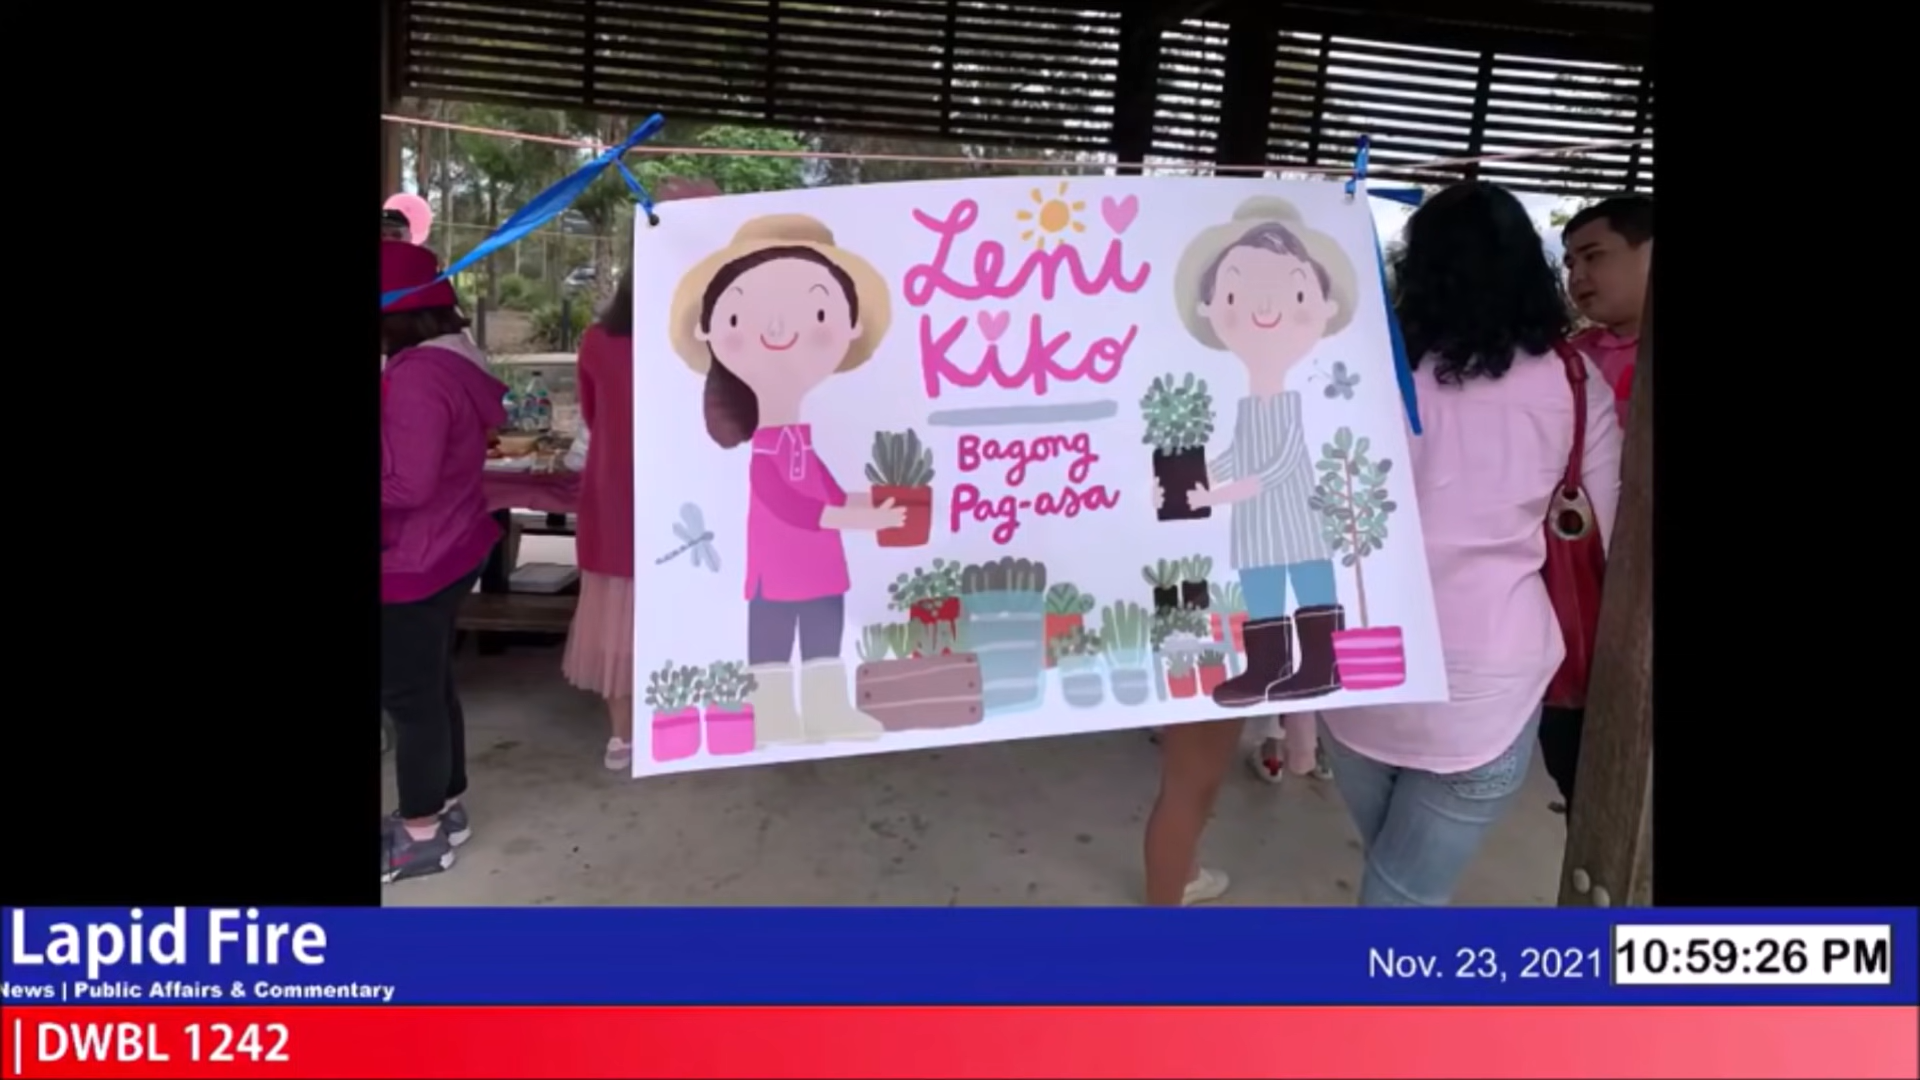 Leni
Kiko
Bagong
Pag-asa
Lapid Fire
News | Public Affairs & Commentary
Nov. 23, 2021
10:59:26 PM
| DWBL 1242